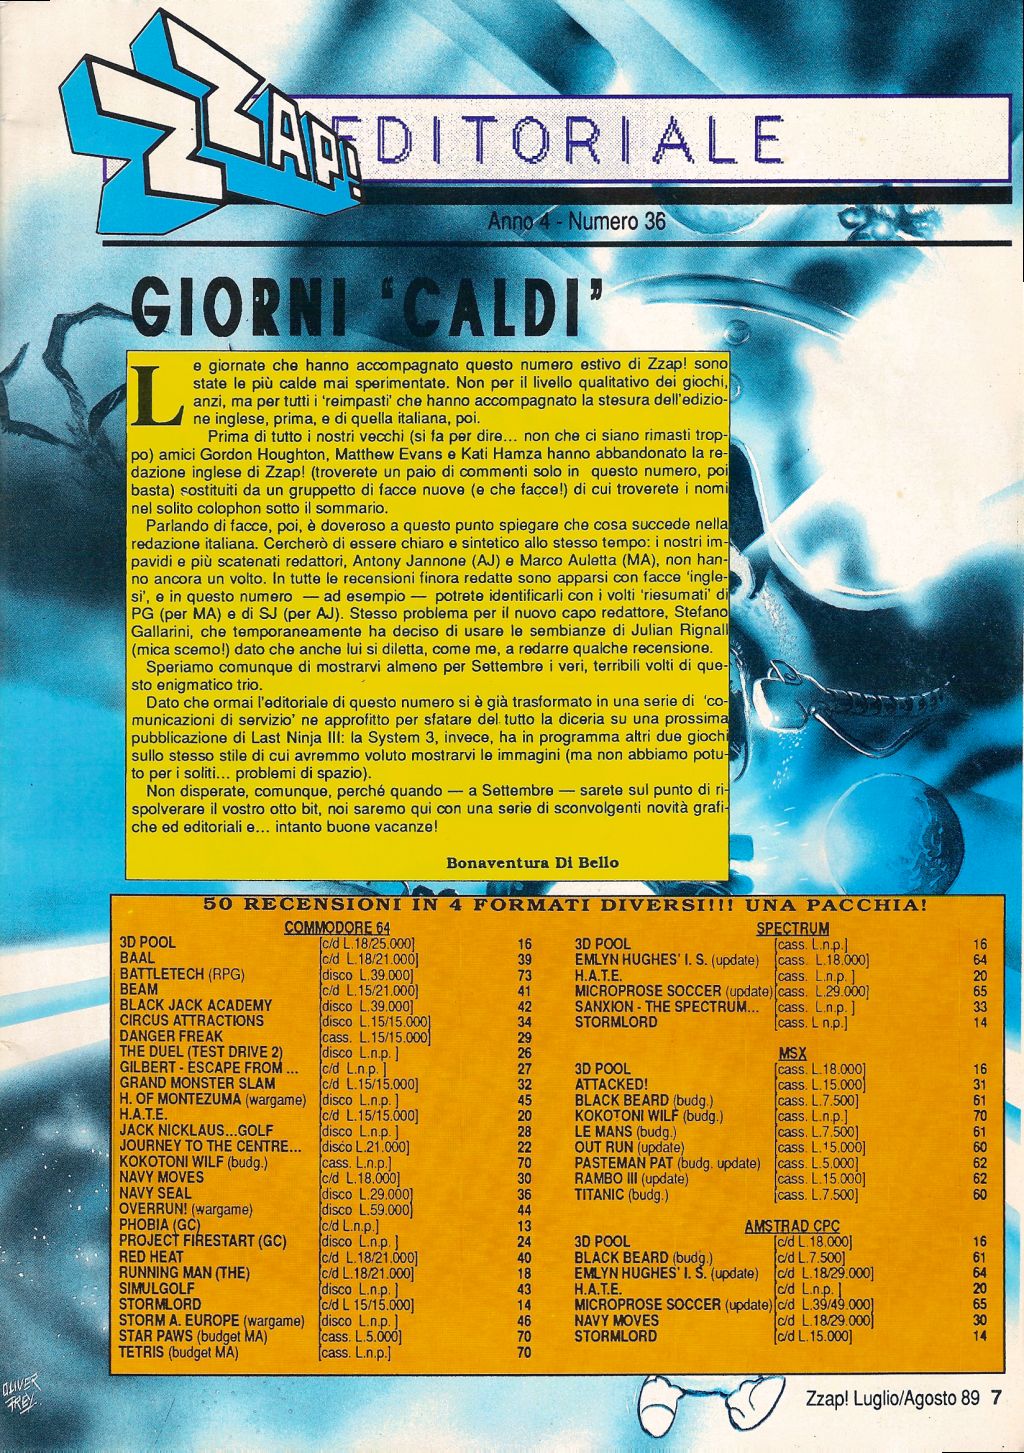 ZZAP!
EDITORIALE
Anno 4 - Numero 36
GIORNI "CALDI"
Le giornate che hanno accompagnato questo numero estivo di Zzap! sono
state le più calde mai sperimentate. Non per il livello qualitativo dei giochi,
anzi, ma per tutti i 'reimpasti' che hanno accompagnato la stesura dell'edizio-
ne inglese, prima, e di quella italiana, poi.
Prima di tutto i nostri vecchi (si fa per dire... non che ci siano rimasti trop-
po) amici Gordon Houghton, Matthew Evans e Kati Hamza hanno abbandonato la re-
dazione inglese di Zzap! (troverete un paio di commenti solo in questo numero, poi
basta) sostituiti da un gruppetto di facce nuove (e che facce!) di cui troverete i nomi
nel solito colophon sotto il sommario.
Parlando di facce, poi, è doveroso a questo punto spiegare che cosa succede nella
redazione italiana. Cercherò di essere chiaro e sintetico allo stesso tempo: i nostri im-
pavidi e più scatenati redattori, Antony Jannone (AJ) e Marco Auletta (MA), non han-
no ancora un volto. In tutte le recensioni finora redatte sono apparsi con facce 'ingle-
si', e in questo numero — ad esempio — potrete identificarli con i volti 'riesumati' di
PG (per MA) e di SJ (per AJ). Stesso problema per il nuovo capo redattore, Stefano
Gallarini, che temporaneamente ha deciso di usare le sembianze di Julian Rignall
(mica scemo!) dato che anche lui si diletta, come me, a redarre qualche recensione.
Speriamo comunque di mostrarvi almeno per Settembre i veri, terribili volti di que-
sto enigmatico trio.
Dato che ormai l'editoriale di questo numero si è già trasformato in una serie di 'co-
municazioni di servizio' ne approfitto per sfatare del tutto la diceria su una prossima
pubblicazione di Last Ninja III: la System 3, invece, ha in programma altri due giochi
sullo stesso stile di cui avremmo voluto mostrarvi le immagini (ma non abbiamo potu-
to per i soliti... problemi di spazio).
Non disperate, comunque, perché quando — a Settembre — sarete sul punto di ri-
spolverare il vostro otto bit, noi saremo qui con una serie di sconvolgenti novità grafi-
che ed editoriali e... intanto buone vacanze!
Bonaventura Di Bello
50 RECENSIONI IN 4 FORMATI DIVERSI!!! UNA PACCHIA!
COMMODORE 64
3D POOL [c/d L.18/25.000] 16
BAAL [c/d L.18/21.000] 39
BATTLETECH (RPG) [disco L.39.000] 73
BEAM [c/d L.15/21.000] 41
BLACK JACK ACADEMY [disco L.39.000] 42
CIRCUS ATTRACTIONS [disco L.15/15.000] 34
DANGER FREAK [cass. L.15/15.000] 29
THE DUEL (TEST DRIVE 2) [disco L.n.p. ] 26
GILBERT - ESCAPE FROM ... [c/d L.n.p.] 27
GRAND MONSTER SLAM [c/d L.15/15.000] 32
H. OF MONTEZUMA (wargame) [disco L.n.p. ] 45
H.A.T.E. [c/d L.15/15.000] 20
JACK NICKLAUS...GOLF [disco L.n.p. ] 28
JOURNEY TO THE CENTRE... [disco L.21.000] 22
KOKOTONI WILF (budg.) [cass. L.n.p.] 70
NAVY MOVES [c/d L.18.000] 30
NAVY SEAL [disco L.29.000] 36
OVERRUN! (wargame) [disco L.59.000] 44
PHOBIA (GC) [c/d L.n.p.] 13
PROJECT FIRESTART (GC) [disco L.n.p. ] 24
RED HEAT [c/d L.18/21.000] 40
RUNNING MAN (THE) [c/d L.18/21.000] 18
SIMULGOLF [disco L.n.p. ] 43
STORMLORD [c/d L 15/15.000] 14
STORM A. EUROPE (wargame) [disco L.n.p. ] 46
STAR PAWS (budget MA) [cass. L.5.000] 70
TETRIS (budget MA) [cass. L.n.p.] 70
SPECTRUM
3D POOL [cass. L.n.p.] 16
EMLYN HUGHES' I. S. (update) [cass. L.18.000] 64
H.A.T.E. [cass. L.n.p. ] 20
MICROPROSE SOCCER (update) [cass. L.29.000] 65
SANXION - THE SPECTRUM... [cass. L.n.p. ] 33
STORMLORD [cass. L n.p.] 14
MSX
3D POOL [cass. L.18.000] 16
ATTACKED! [cass. L.15.000] 31
BLACK BEARD (budg.) [cass. L.7.500] 61
KOKOTONI WILF (budg.) [cass. L.n.p.] 70
LE MANS (budg.) [cass. L.7.500] 61
OUT RUN (update) [cass. L.15.000] 60
PASTEMAN PAT (budg. update) [cass. L.5.000] 62
RAMBO III (update) [cass. L.15.000] 62
TITANIC (budg.) [cass. L.7.500] 60
AMSTRAD CPC
3D POOL [c/d L.18.000] 16
BLACK BEARD (budg.) [c/d L.7.500] 61
EMLYN HUGHES' I. S. (update) [c/d L.18/29.000] 64
H.A.T.E. [c/d L.n.p. ] 20
MICROPROSE SOCCER (update) [c/d L.39/49.000] 65
NAVY MOVES [c/d L.18/29.000] 30
STORMLORD [c/d L.15.000] 14
OLIVER
FREY
Zzap! Luglio/Agosto 89 7